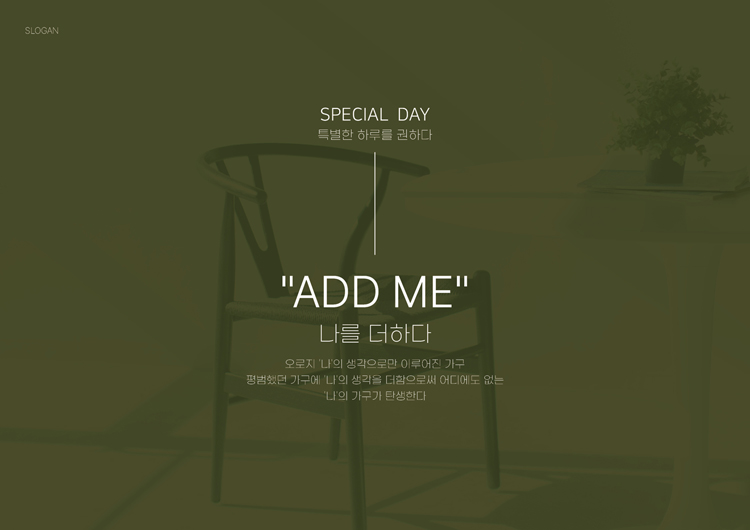 SLOGAN
SPECIAL DAY
특별한 하루를 권하다
"ADD ME"
나를 더하다
오로지 '나'의 생각으로만 이루어진 가구
평범했던 가구에 '나'의 생각을 더함으로써 어디에도 없는
'나'의 가구가 탄생한다